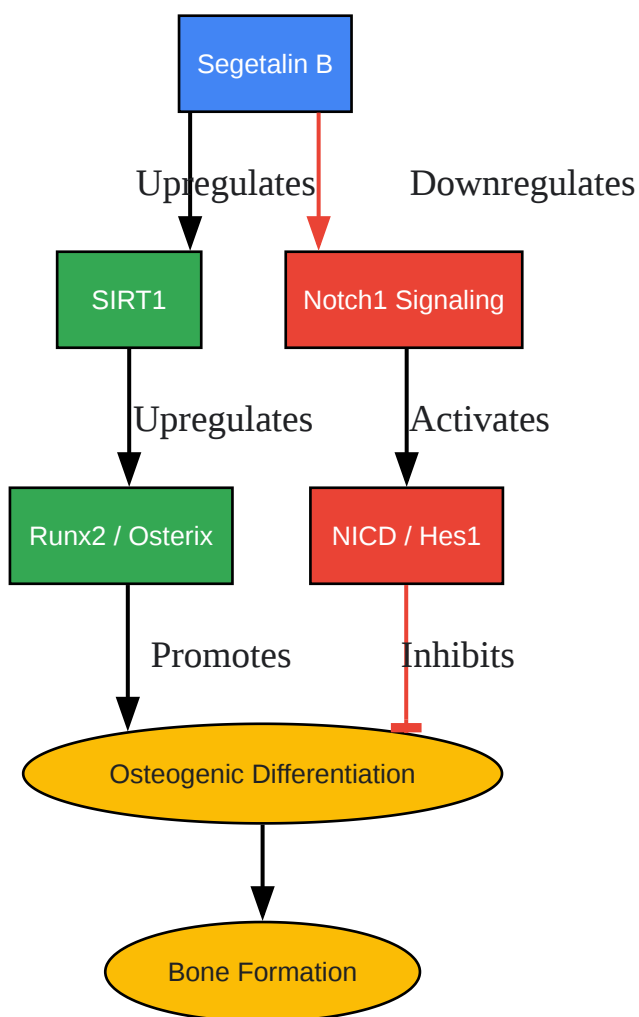 Segetalin B
Upregulates
Downregulates
SIRT1
Notch1 Signaling
Upregulates
Activates
Runx2 / Osterix
NICD / Hes1
Promotes
Inhibits
Osteogenic Differentiation
Bone Formation